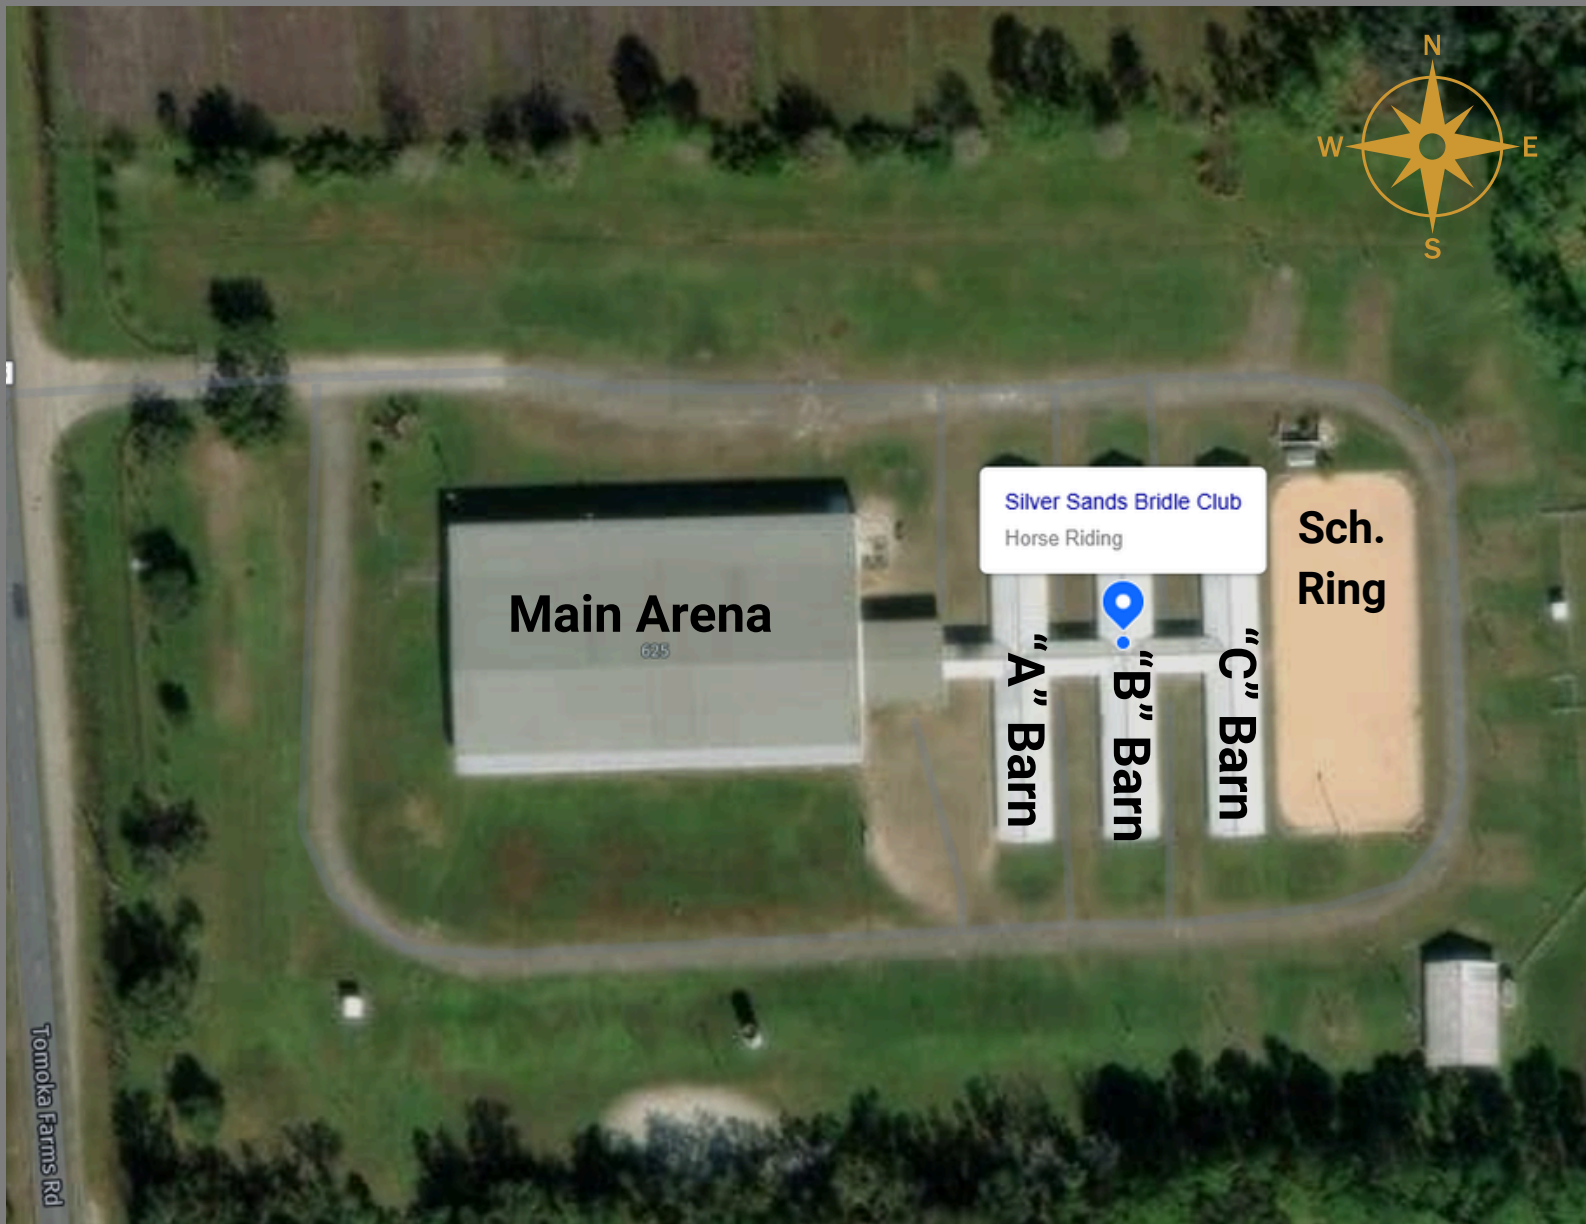 N
W
E
S
Silver Sands Bridle Club
Horse Riding
Sch.
Ring
Main Arena
625
“A” Barn
“B” Barn
“C” Barn
Tomoka Farms Rd